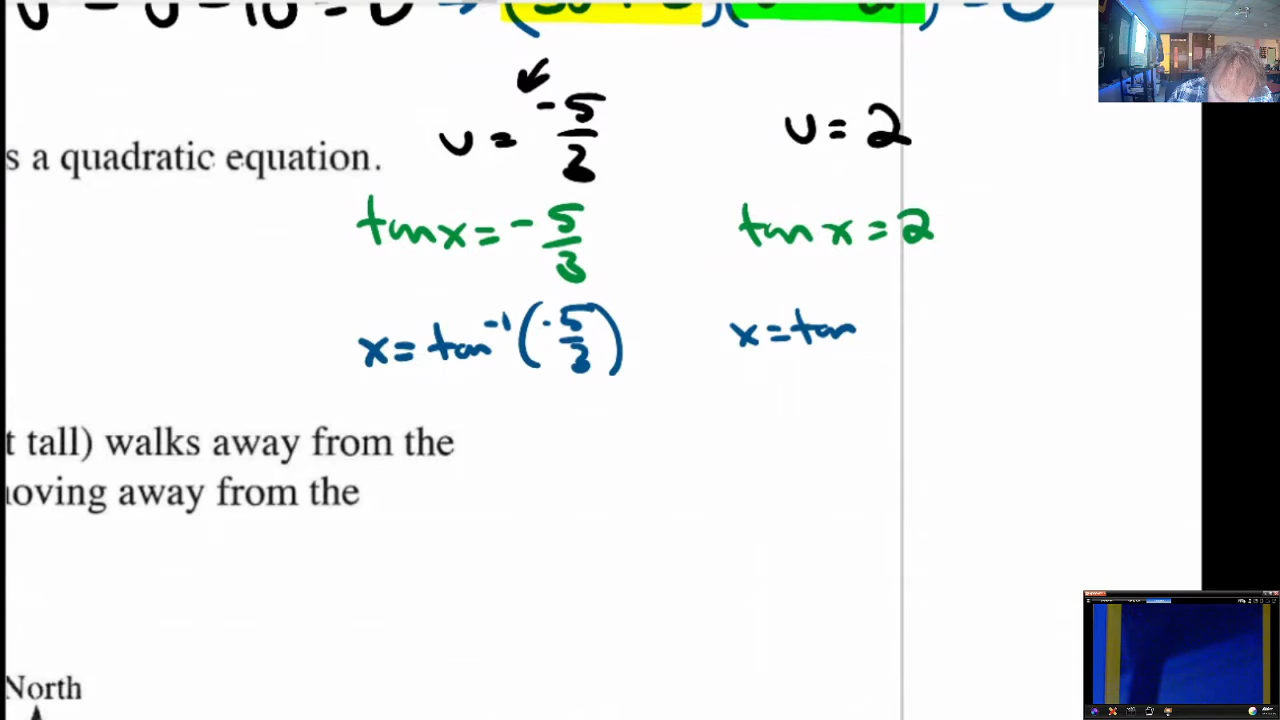 u = -5/3 u = 2
s a quadratic equation.
tan x = -5/3 tan x = 2
x = tan⁻¹(-5/3) x = tan
t tall) walks away from the
oving away from the
North